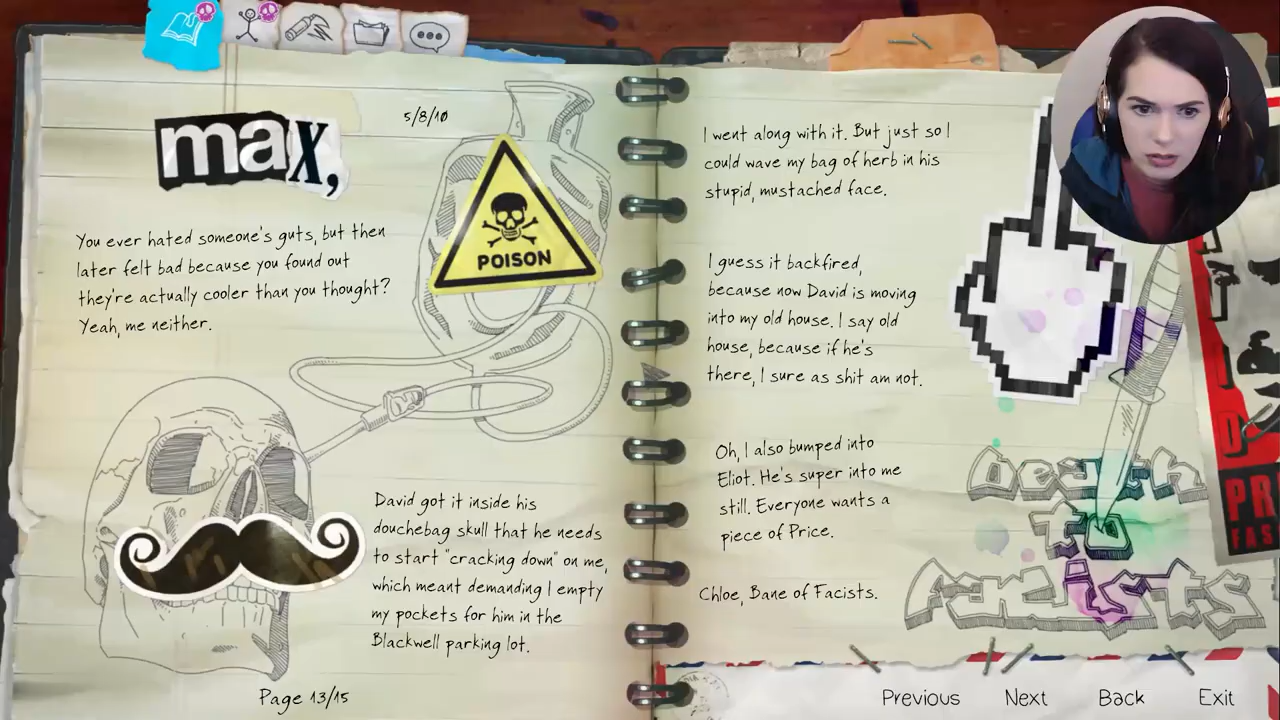 max,
5/8/10
You ever hated someone's guts, but then
later felt bad because you found out
they're actually cooler than you thought?
Yeah, me neither.
POISON
David got it inside his
douchebag skull that he needs
to start "cracking down" on me,
which meant demanding I empty
my pockets for him in the
Blackwell parking lot.
Page 13/15
I went along with it. But just so I
could wave my bag of herb in his
stupid, mustached face.
I guess it backfired,
because now David is moving
into my old house. I say old
house, because if he's
there, I sure as shit am not.
Oh, I also bumped into
Eliot. He's super into me
still. Everyone wants a
piece of Price.
Chloe, Bane of Facists.
Death
To
Previous
Next
Back
Exit